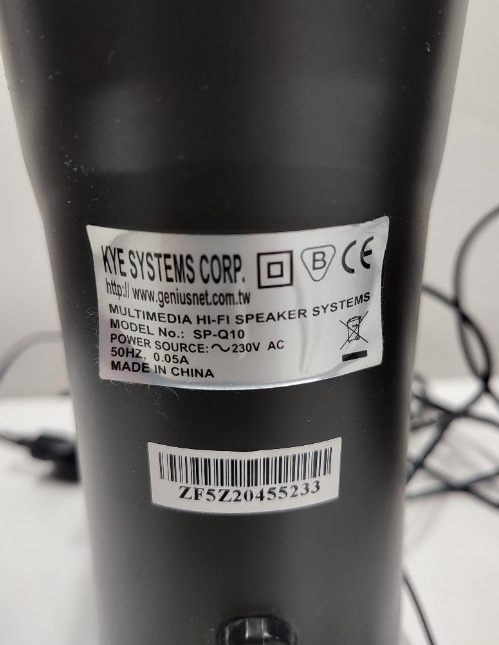 KYE SYSTEMS CORP. B CE
http://www.geniusnet.com.tw
MULTIMEDIA HI-FI SPEAKER SYSTEMS
MODEL No.: SP-Q10
POWER SOURCE: ～230V AC
50HZ, 0.05A
MADE IN CHINA
ZF5Z20455233